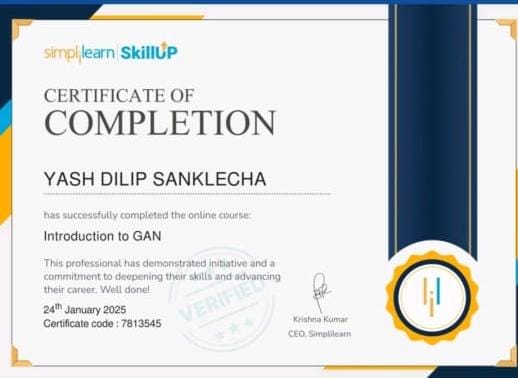 simplilearn | SkillUP
CERTIFICATE OF
COMPLETION
YASH DILIP SANKLECHA
has successfully completed the online course:
Introduction to GAN
This professional has demonstrated initiative and a
commitment to deepening their skills and advancing
their career. Well done!
24th January 2025
Certificate code : 7813545
VERIFIED
Krishna Kumar
CEO, Simplilearn